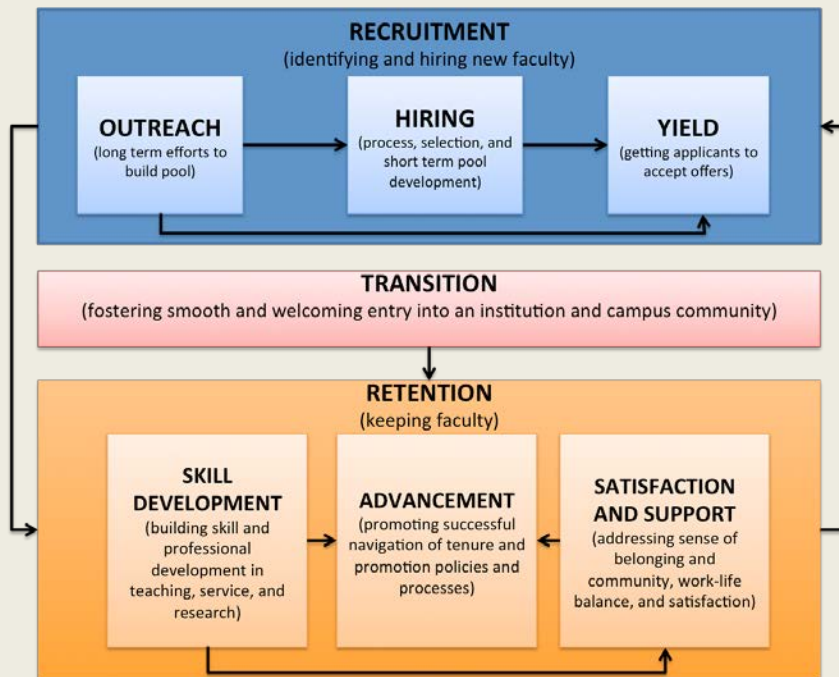 RECRUITMENT
(identifying and hiring new faculty)
OUTREACH
(long term efforts to
build pool)
HIRING
(process, selection, and
short term pool
development)
YIELD
(getting applicants to
accept offers)
TRANSITION
(fostering smooth and welcoming entry into an institution and campus community)
RETENTION
(keeping faculty)
SKILL
DEVELOPMENT
(building skill and
professional
development in
teaching, service, and
research)
ADVANCEMENT
(promoting successful
navigation of tenure and
promotion policies and
processes)
SATISFACTION
AND SUPPORT
(addressing sense of
belonging and
community, work-life
balance, and satisfaction)